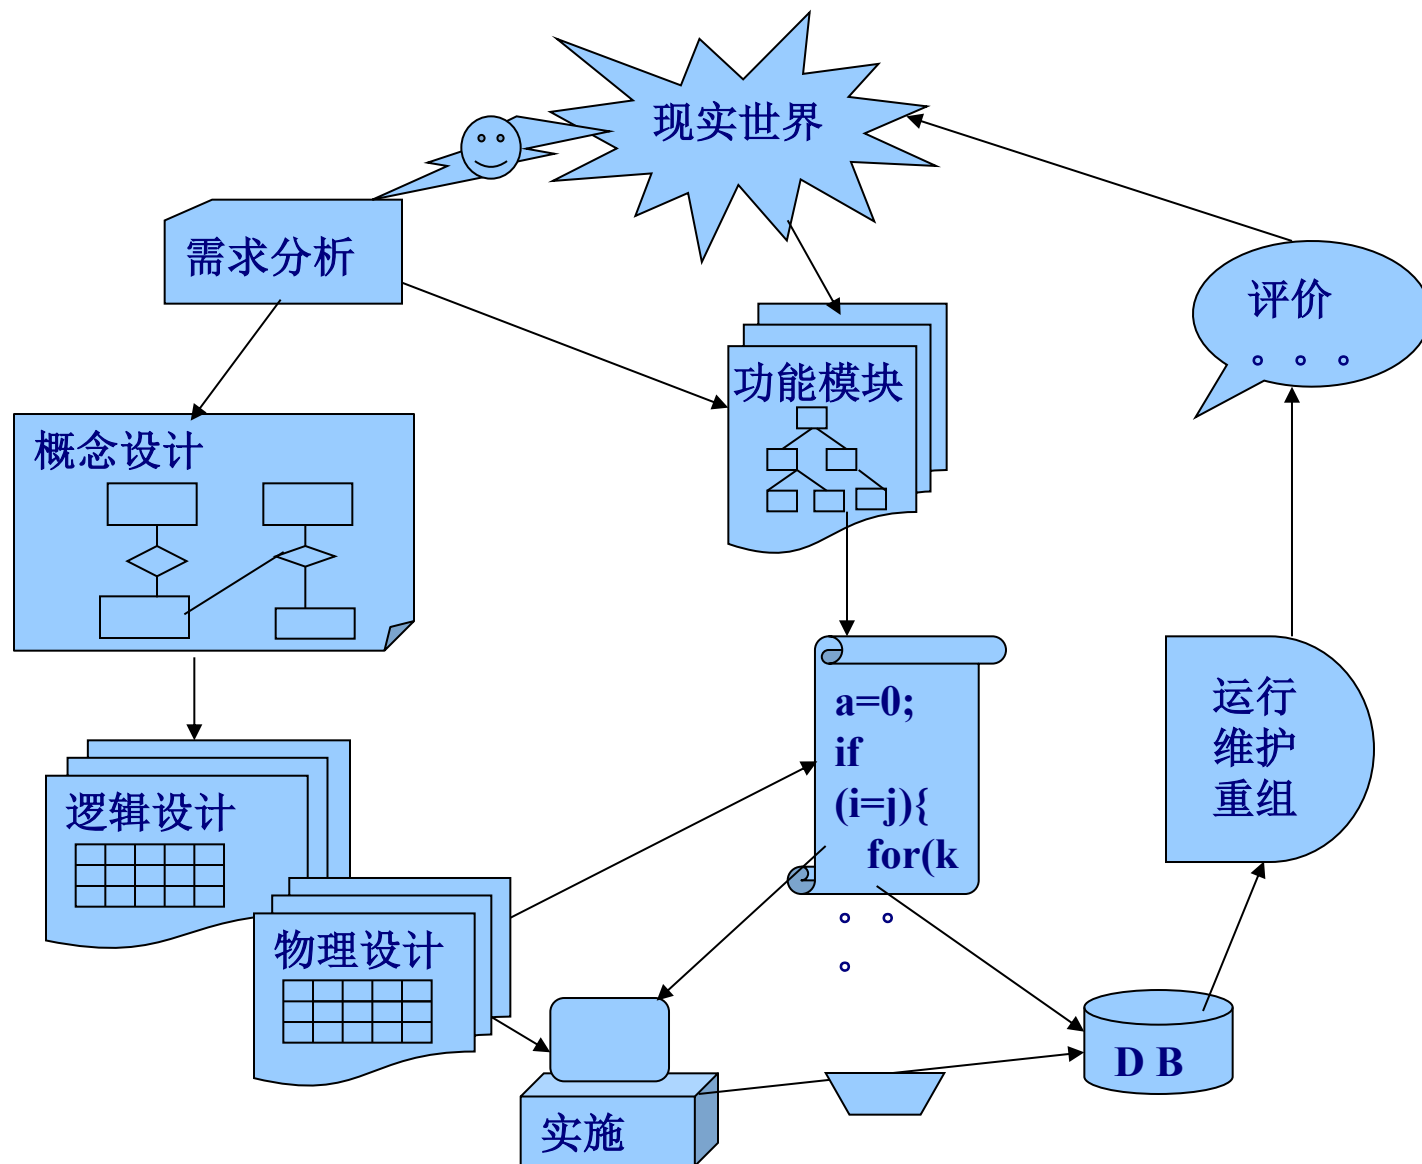 现实世界
需求分析
评价
。。。
功能模块
概念设计
a=0;
if
(i=j){
for(k
。。
。
运行
维护
重组
逻辑设计
物理设计
D B
实施